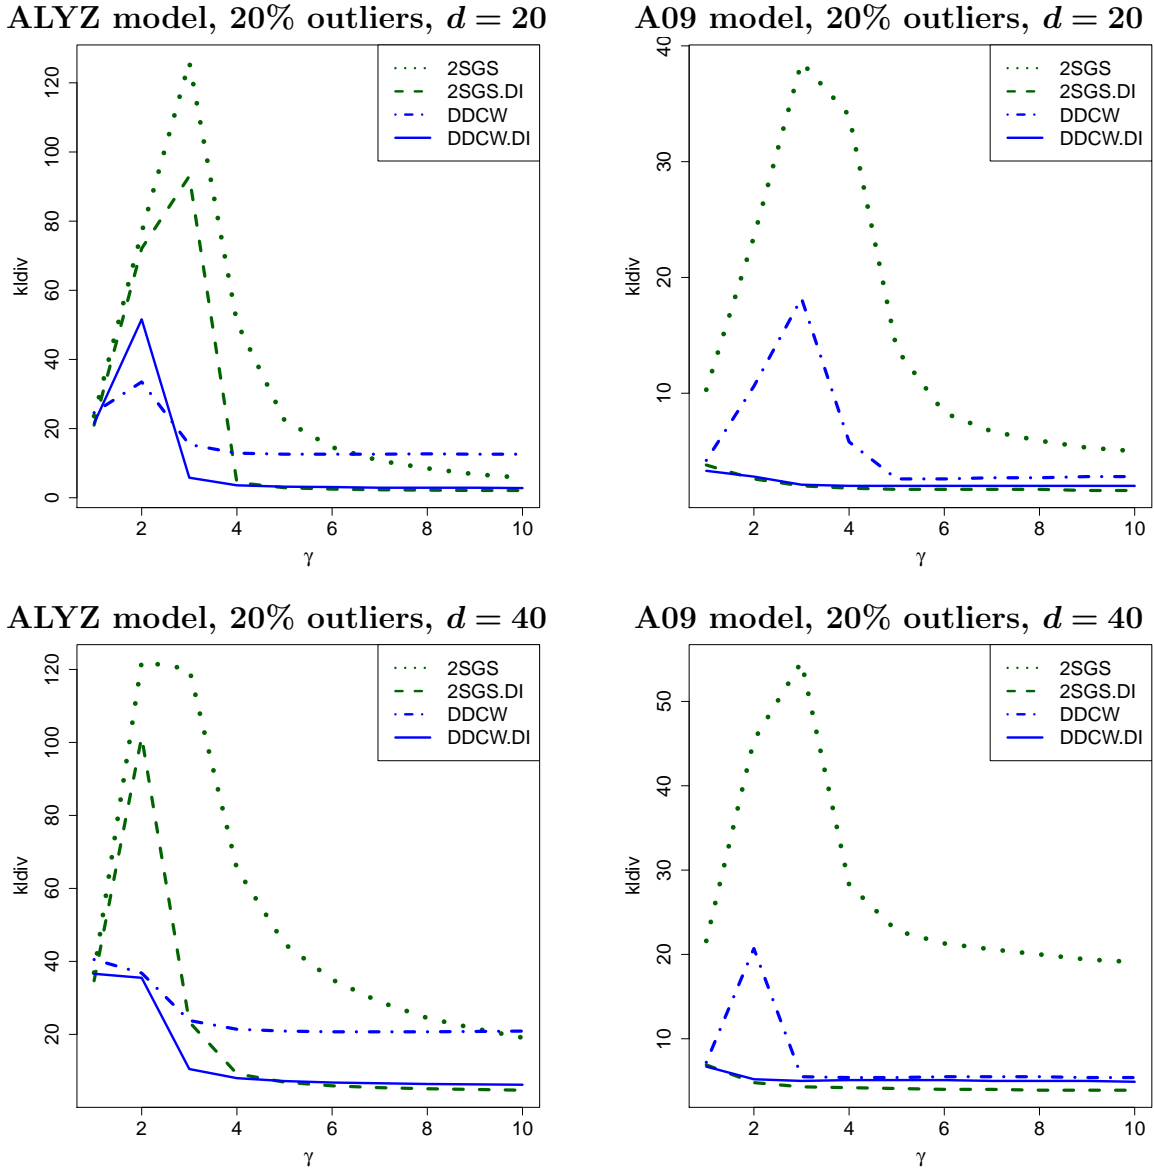 ALYZ model, 20% outliers, d = 20
kldiv
0
20
40
60
80
100
120
2SGS
2SGS.DI
DDCW
DDCW.DI
2
4
6
8
10
γ
A09 model, 20% outliers, d = 20
kldiv
10
20
30
40
2SGS
2SGS.DI
DDCW
DDCW.DI
2
4
6
8
10
γ
ALYZ model, 20% outliers, d = 40
kldiv
20
40
60
80
100
120
2SGS
2SGS.DI
DDCW
DDCW.DI
2
4
6
8
10
γ
A09 model, 20% outliers, d = 40
kldiv
10
20
30
40
50
2SGS
2SGS.DI
DDCW
DDCW.DI
2
4
6
8
10
γ